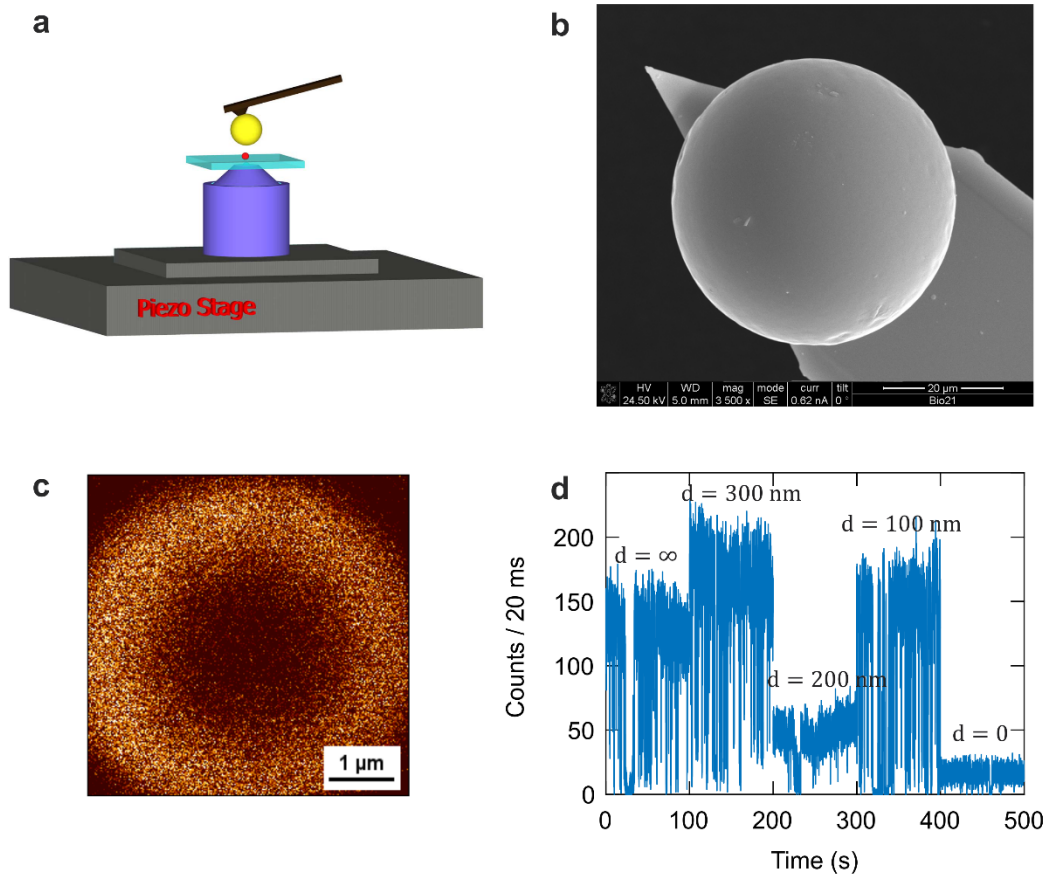 a
Piezo Stage
b
HV WD mag mode curr tilt 20 µm
24.50 kV 5.0 mm 3 500 x SE 0.62 nA 0 ° Bio21
c
1 µm
d
Counts / 20 ms
200
150
100
50
0
d = ∞
d = 300 nm
d = 200 nm
d = 100 nm
d = 0
0 100 200 300 400 500
Time (s)